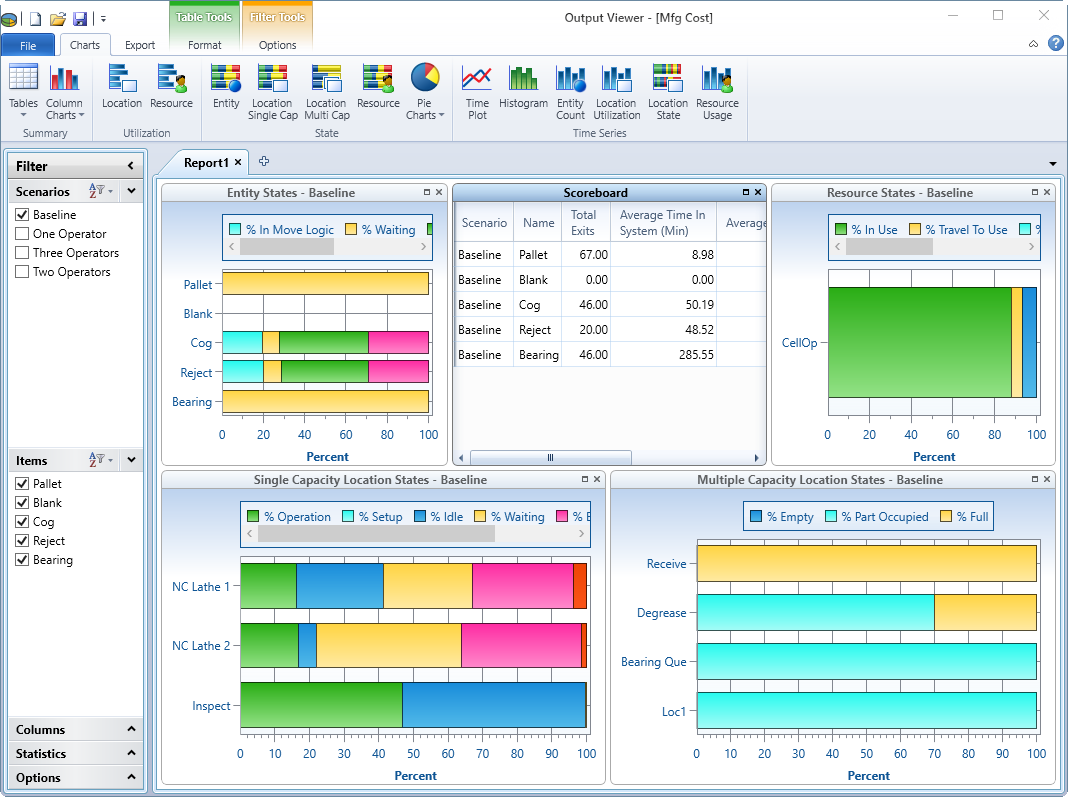 Table Tools Filter Tools Output Viewer - [Mfg Cost]
File Charts Export Format Options
Tables Column Charts Location Resource Entity Location Single Cap Location Multi Cap Resource Pie Charts Time Plot Histogram Entity Count Location Utilization Location State Resource Usage
Summary Utilization State Time Series
Filter
Scenarios
Baseline
One Operator
Three Operators
Two Operators
Items
Pallet
Blank
Cog
Reject
Bearing
Columns
Statistics
Options
Report1
Entity States - Baseline
% In Move Logic % Waiting
Pallet
Blank
Cog
Reject
Bearing
0 20 40 60 80 100
Percent
Scoreboard
Scenario Name Total Exits Average Time In System (Min) Average
Baseline Pallet 67.00 8.98
Baseline Blank 0.00 0.00
Baseline Cog 46.00 50.19
Baseline Reject 20.00 48.52
Baseline Bearing 46.00 285.55
Resource States - Baseline
% In Use % Travel To Use %
CellOp
0 20 40 60 80 100
Percent
Single Capacity Location States - Baseline
% Operation % Setup % Idle % Waiting %
NC Lathe 1
NC Lathe 2
Inspect
0 10 20 30 40 50 60 70 80 90 100
Percent
Multiple Capacity Location States - Baseline
% Empty % Part Occupied % Full
Receive
Degrease
Bearing Que
Loc1
0 10 20 30 40 50 60 70 80 90 100
Percent